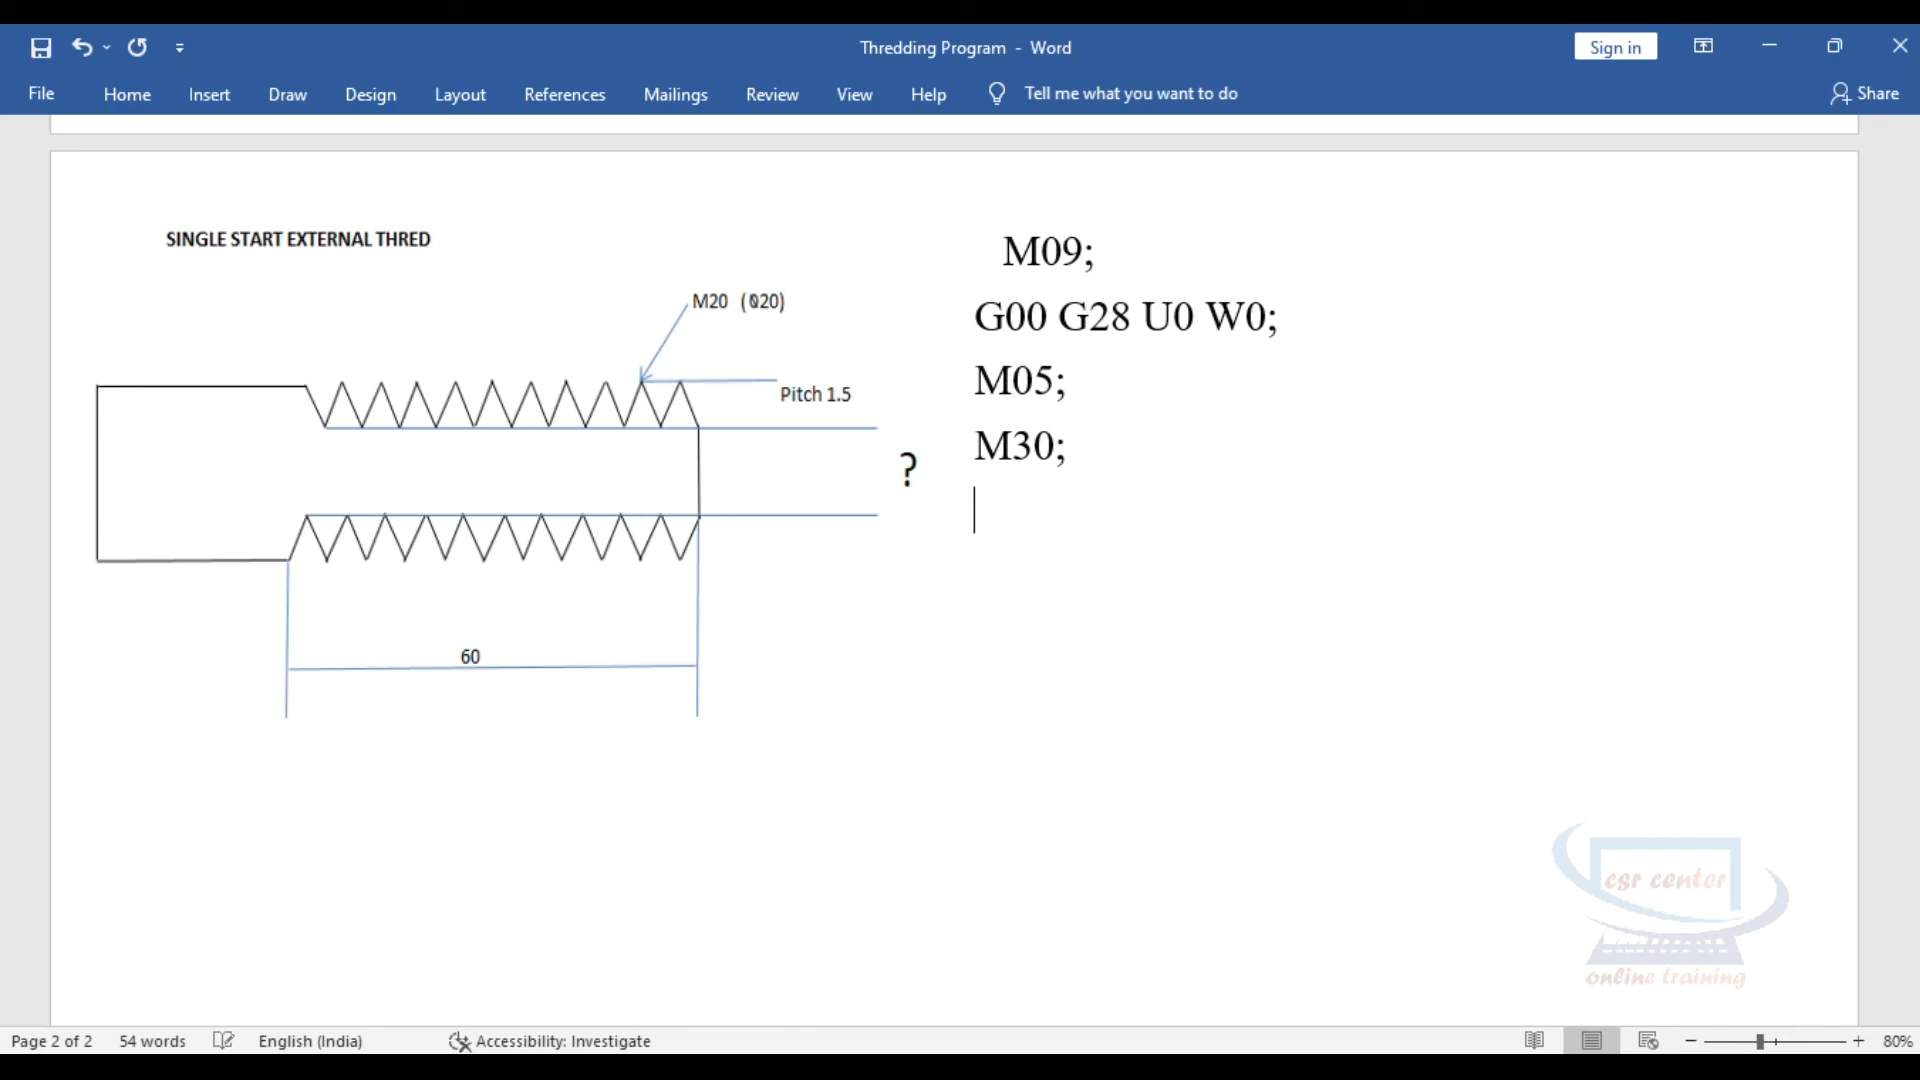 Thredding Program - Word
Sign in
File Home Insert Draw Design Layout References Mailings Review View Help Tell me what you want to do Share
SINGLE START EXTERNAL THRED
M20 (020)
Pitch 1.5
?
60
M09;
G00 G28 U0 W0;
M05;
M30;
csr center
online training
Page 2 of 2 54 words English (India) Accessibility: Investigate 80%